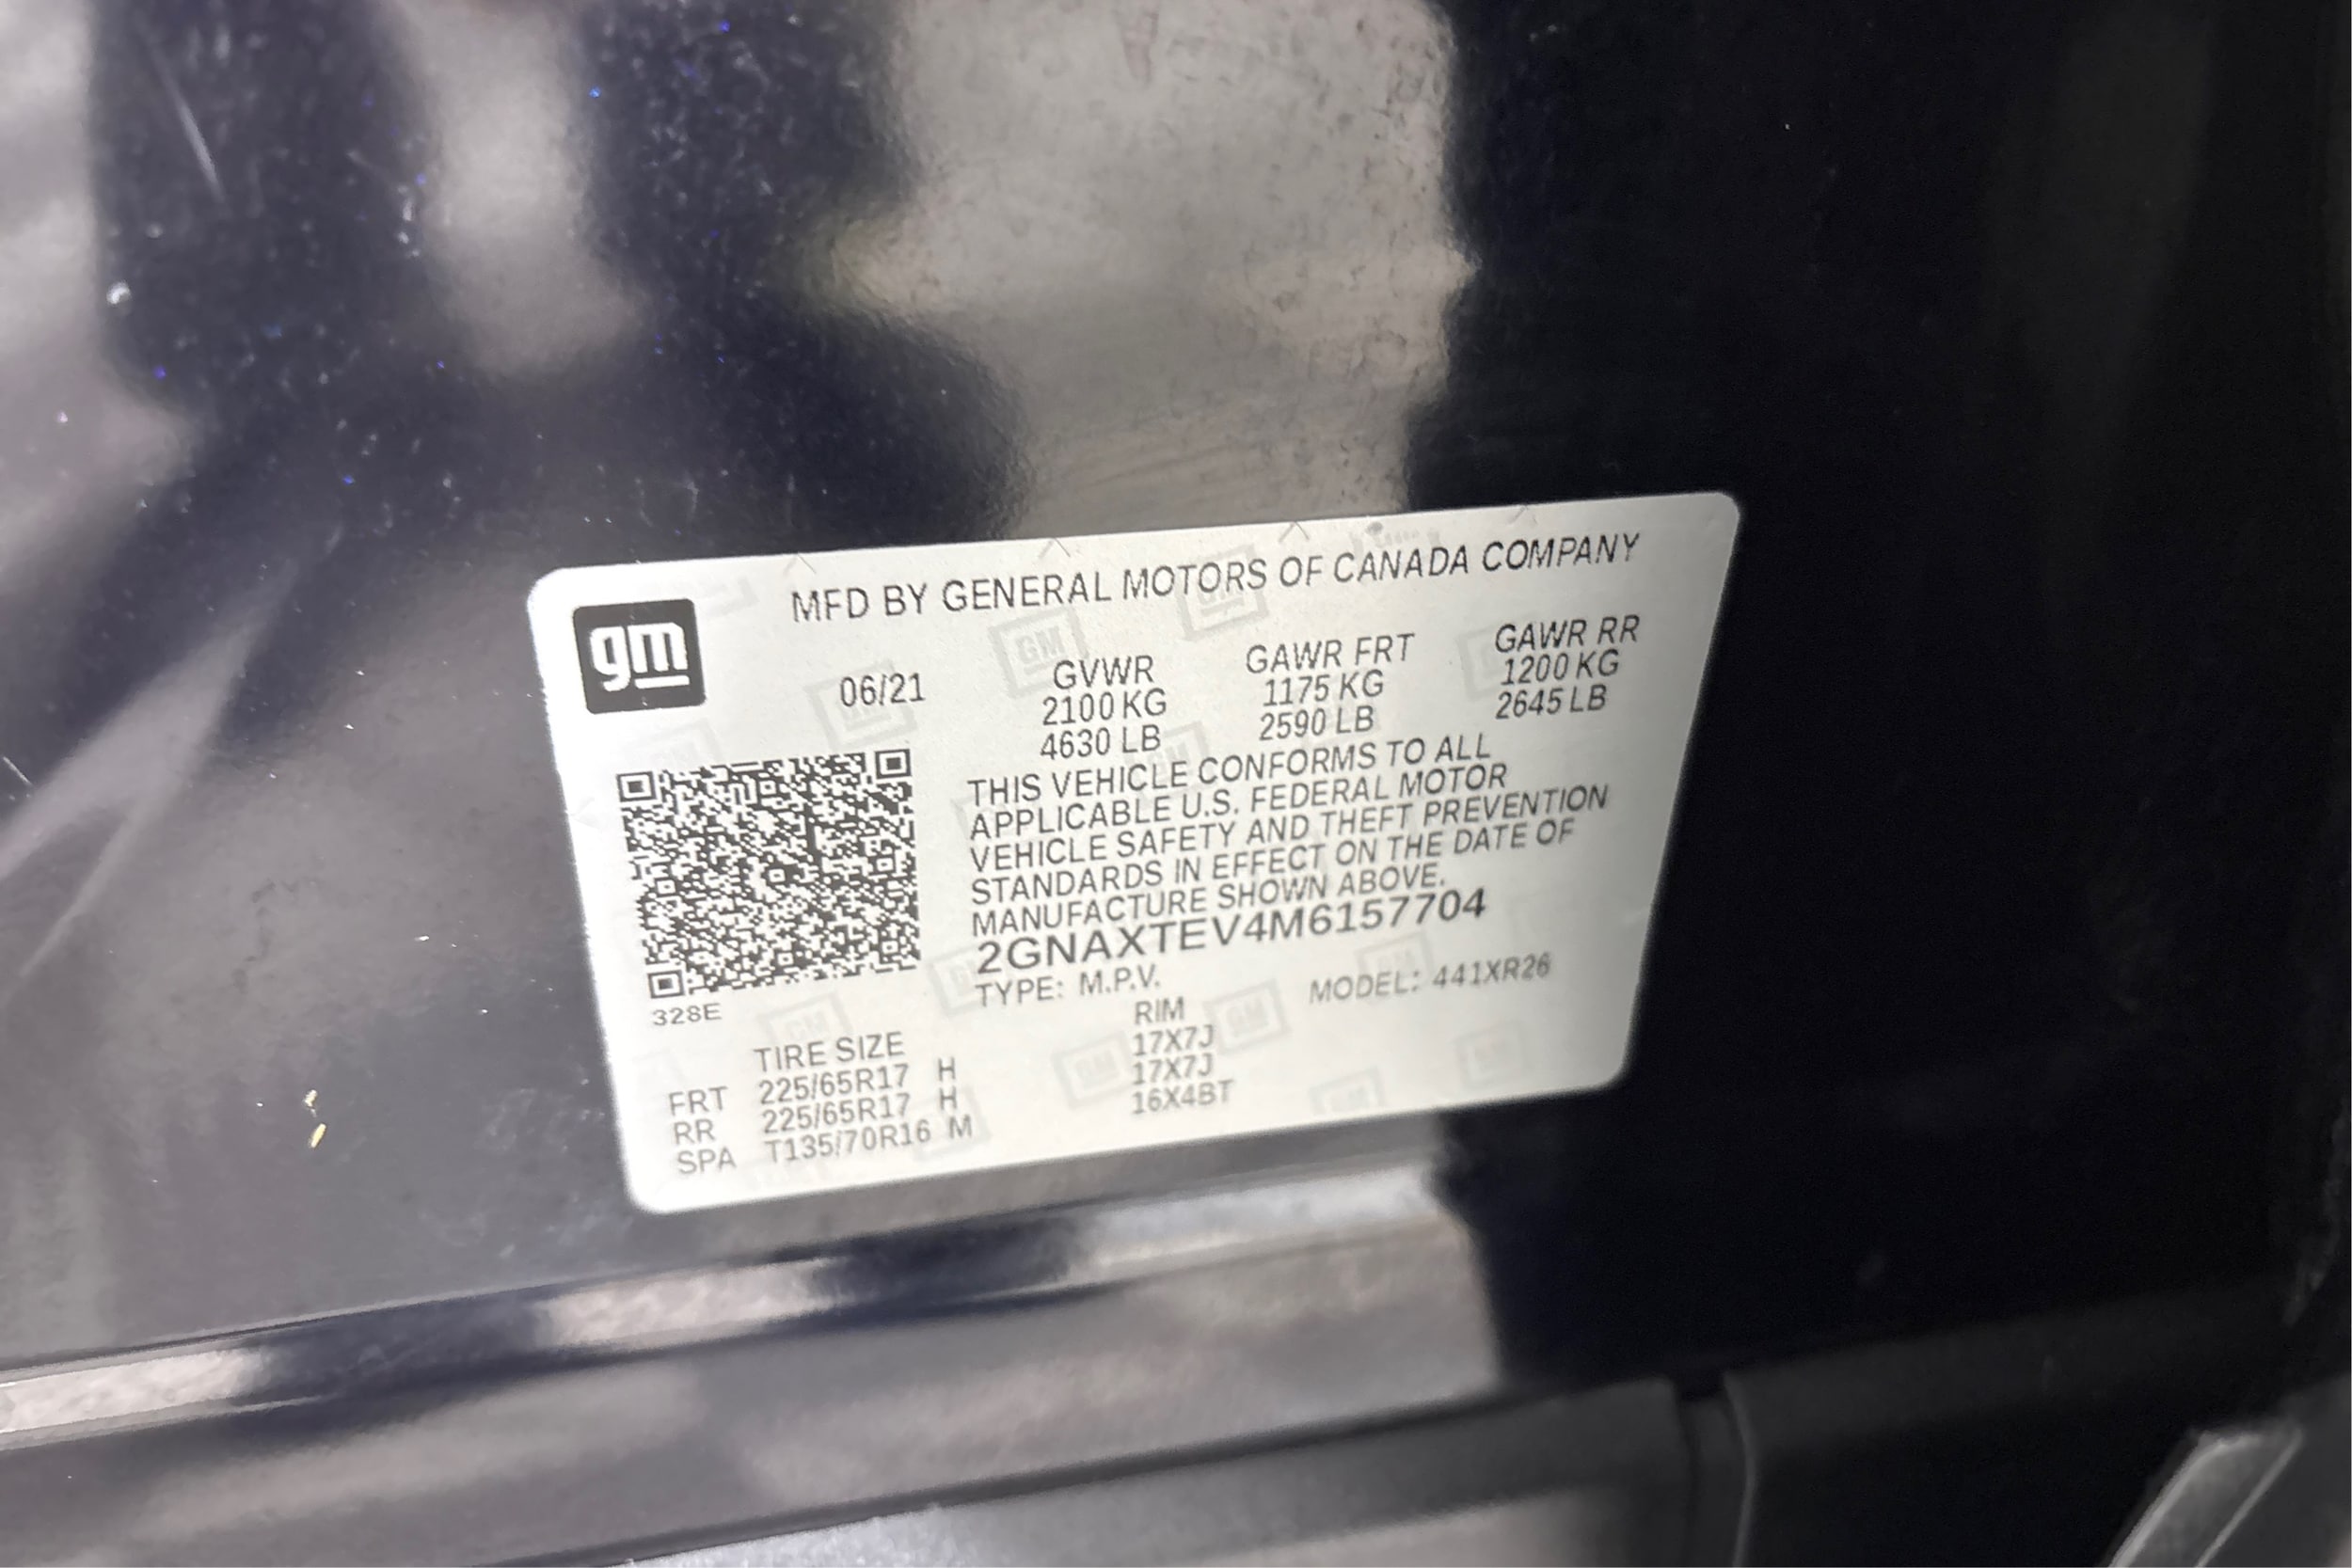 gm
MFD BY GENERAL MOTORS OF CANADA COMPANY
06/21 GVWR GAWR FRT GAWR RR
2100 KG 1175 KG 1200 KG
4630 LB 2590 LB 2645 LB
THIS VEHICLE CONFORMS TO ALL
APPLICABLE U.S. FEDERAL MOTOR
VEHICLE SAFETY AND THEFT PREVENTION
STANDARDS IN EFFECT ON THE DATE OF
MANUFACTURE SHOWN ABOVE.
2GNAXTEV4M6157704
TYPE: M.P.V. MODEL: 441XR26
328E
TIRE SIZE RIM
FRT 225/65R17 H 17X7J
RR 225/65R17 H 17X7J
SPA T135/70R16 M 16X4BT